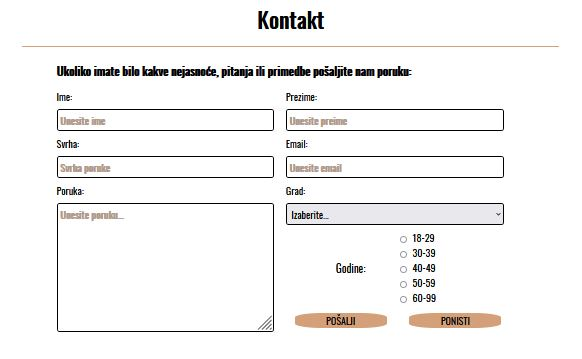 Kontakt
Ukoliko imate bilo kakve nejasnoće, pitanja ili primedbe pošaljite nam poruku:
Ime:
Unesite ime
Prezime:
Unesite preime
Svrha:
Svrha poruke
Email:
Unesite email
Poruka:
Unesite poruku...
Grad:
Izaberite...
Godine:
18-29
30-39
40-49
50-59
60-99
POŠALJI
PONISTI